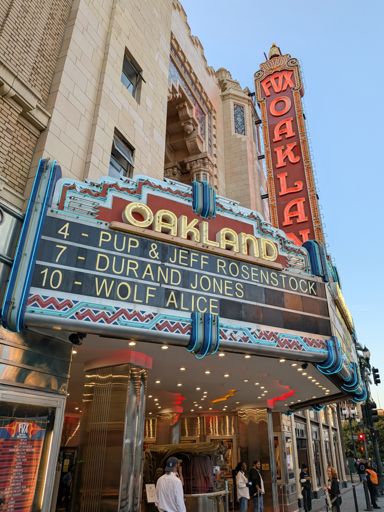 FOX
OAKLAND
OAKLAND
4 - PUP & JEFF ROSENSTOCK
7 - DURAND JONES
10 - WOLF ALICE